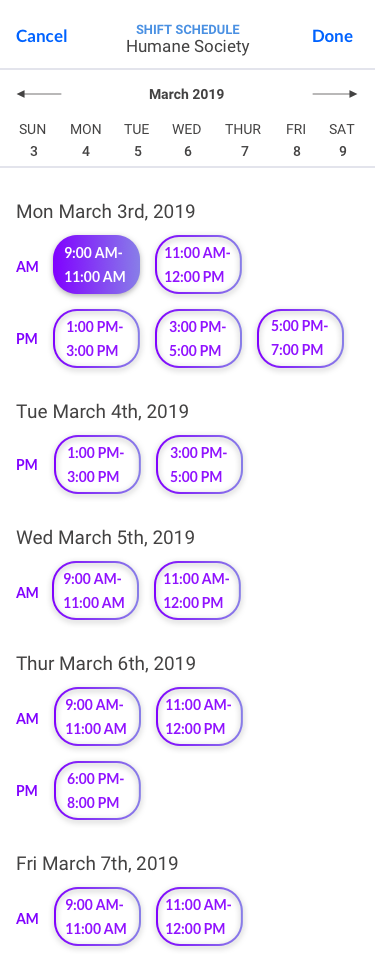 Cancel
SHIFT SCHEDULE
Humane Society
Done
March 2019
SUN MON TUE WED THUR FRI SAT
3 4 5 6 7 8 9
Mon March 3rd, 2019
AM
9:00 AM-
11:00 AM
11:00 AM-
12:00 PM
PM
1:00 PM-
3:00 PM
3:00 PM-
5:00 PM
5:00 PM-
7:00 PM
Tue March 4th, 2019
PM
1:00 PM-
3:00 PM
3:00 PM-
5:00 PM
Wed March 5th, 2019
AM
9:00 AM-
11:00 AM
11:00 AM-
12:00 PM
Thur March 6th, 2019
AM
9:00 AM-
11:00 AM
11:00 AM-
12:00 PM
PM
6:00 PM-
8:00 PM
Fri March 7th, 2019
AM
9:00 AM-
11:00 AM
11:00 AM-
12:00 PM